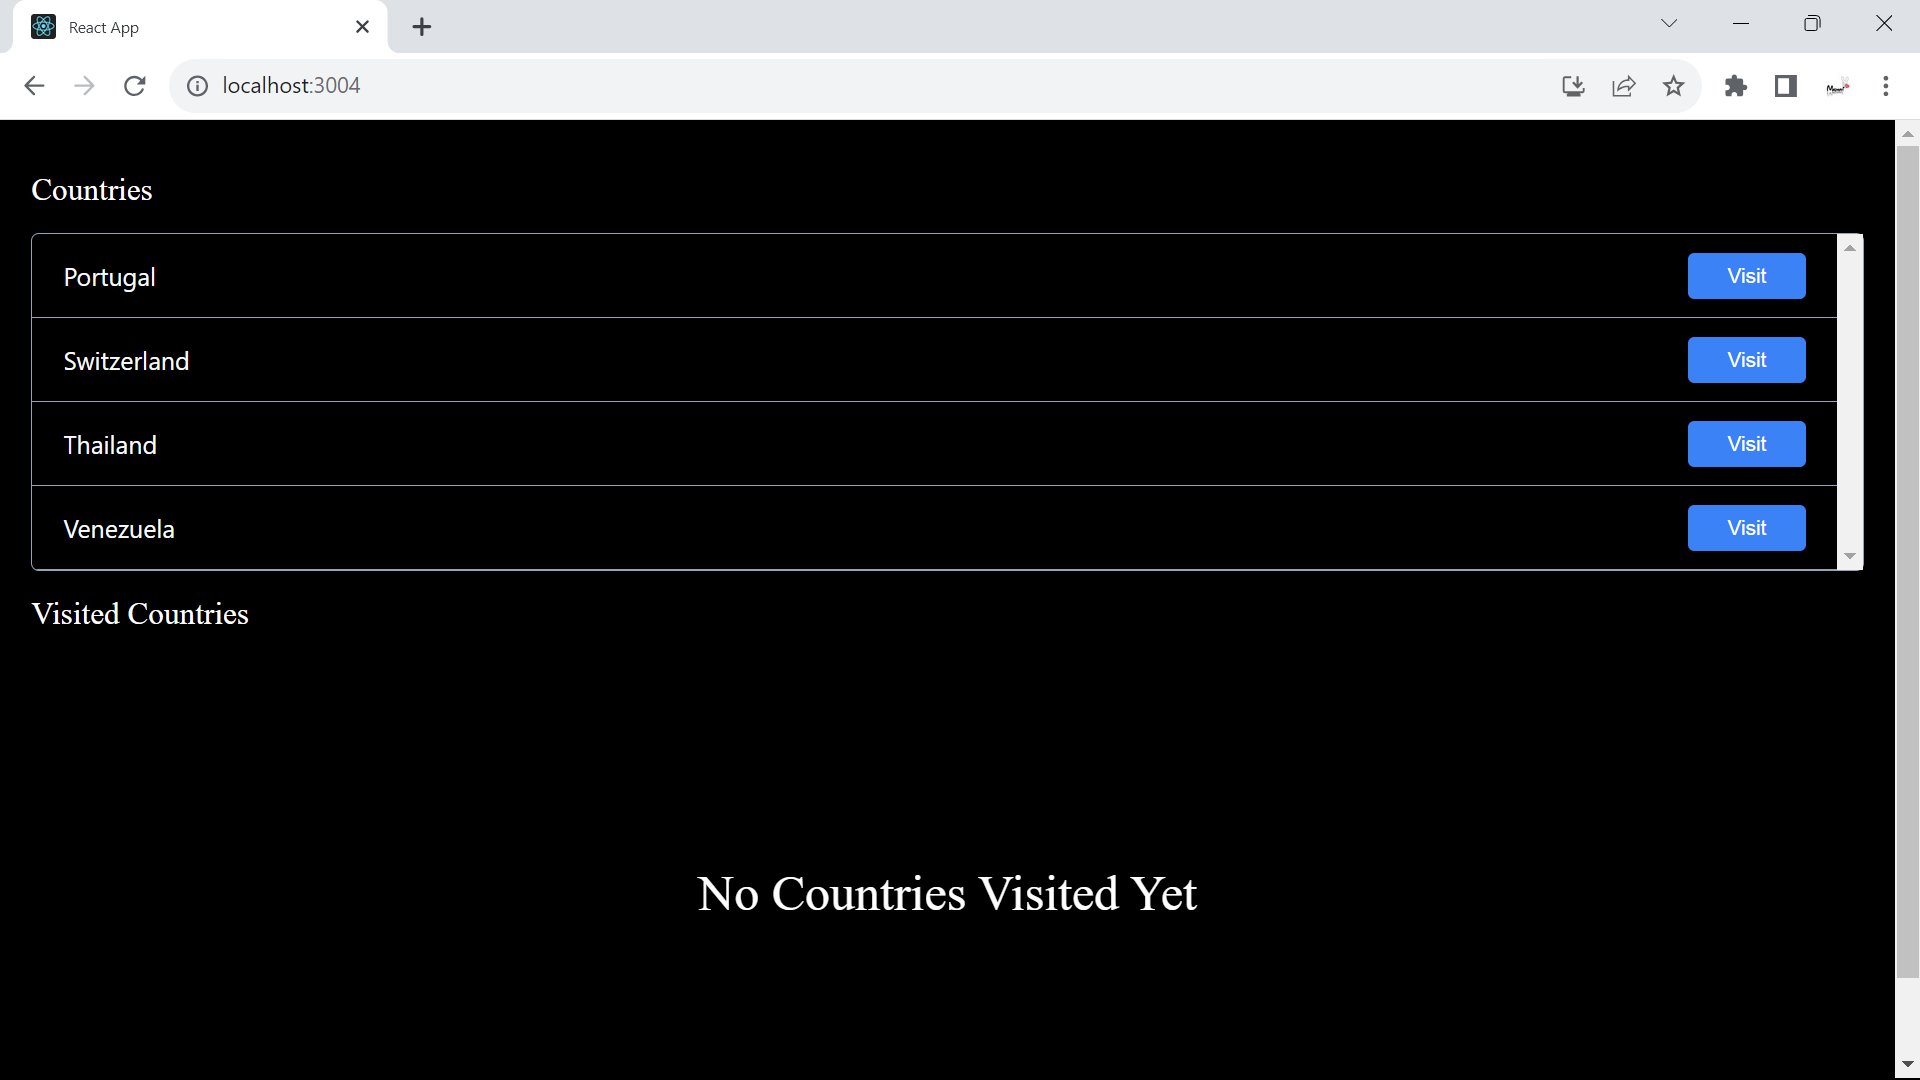 React App
localhost:3004
Countries
Portugal Visit
Switzerland Visit
Thailand Visit
Venezuela Visit
Visited Countries
No Countries Visited Yet